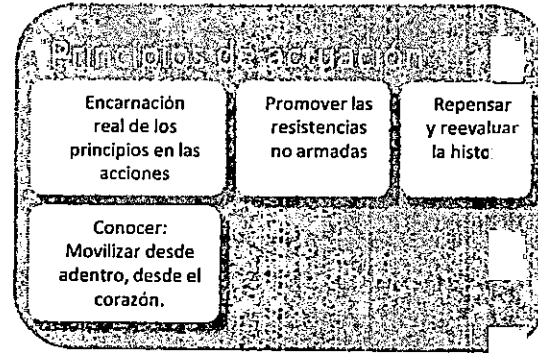 Principios de actuación
Encarnación
real de los
principios en las
acciones
Promover las
resistencias
no armadas
Repensar
y reevaluar
la histo
Conocer:
Movilizar desde
adentro, desde el
corazón.